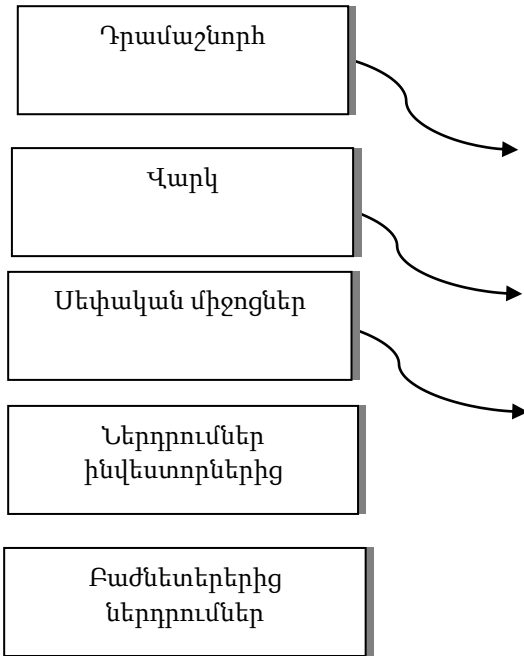 Դրամաշնորհ
Վարկ
Սեփական միջոցներ
Ներդրումներ
ինվեստորներից
Բաժնետերերից
ներդրումներ